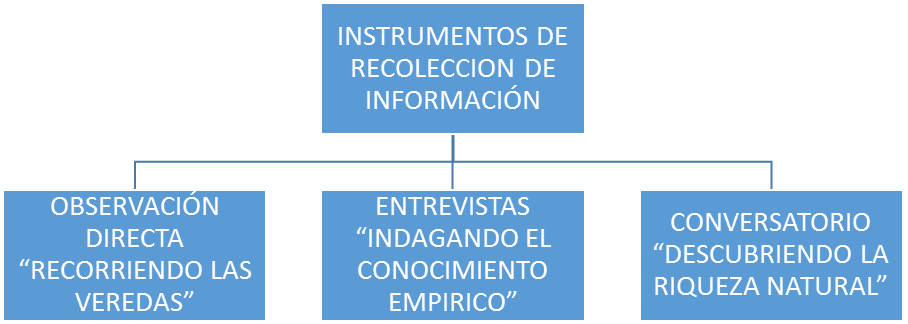 INSTRUMENTOS DE
RECOLECCION DE
INFORMACIÓN
OBSERVACIÓN
DIRECTA
“RECORRIENDO LAS
VEREDAS”
ENTREVISTAS
“INDAGANDO EL
CONOCIMIENTO
EMPIRICO”
CONVERSATORIO
“DESCUBRIENDO LA
RIQUEZA NATURAL”